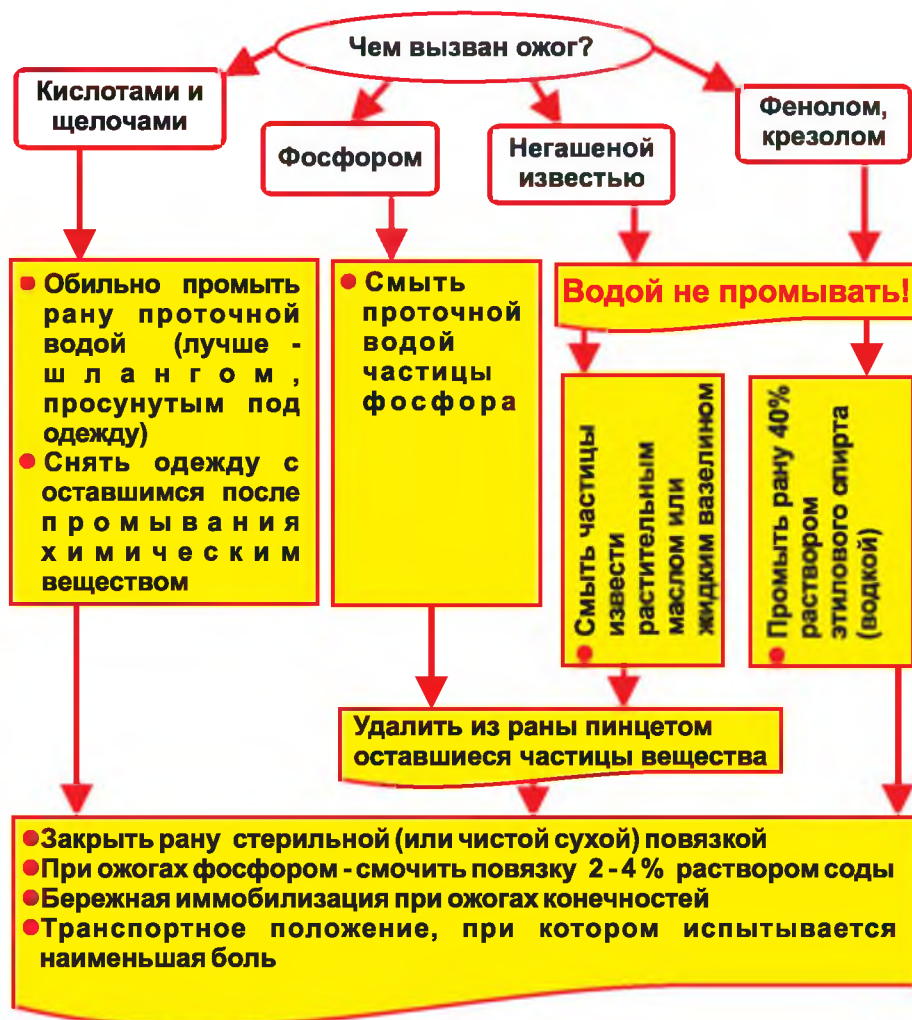 Чем вызван ожог?
Кислотами и
щелочами
Фосфором
Негашеной
известью
Фенолом,
крезолом
Обильно промыть
рану проточной
водой (лучше -
шлангом,
просунутым под
одежду)
Снять одежду с
оставшимся после
промывания
химическим
веществом
Смыть
проточной
водой
частицы
фосфора
Водой не промывать!
Смыть частицы
извести
растительным
маслом или
жидким вазелином
Промыть рану 40%
раствором
этилового спирта
(водкой)
Удалить из раны пинцетом
оставшиеся частицы вещества
Закрыть рану стерильной (или чистой сухой) повязкой
При ожогах фосфором - смочить повязку 2-4% раствором соды
Бережная иммобилизация при ожогах конечностей
Транспортное положение, при котором испытывается
наименьшая боль